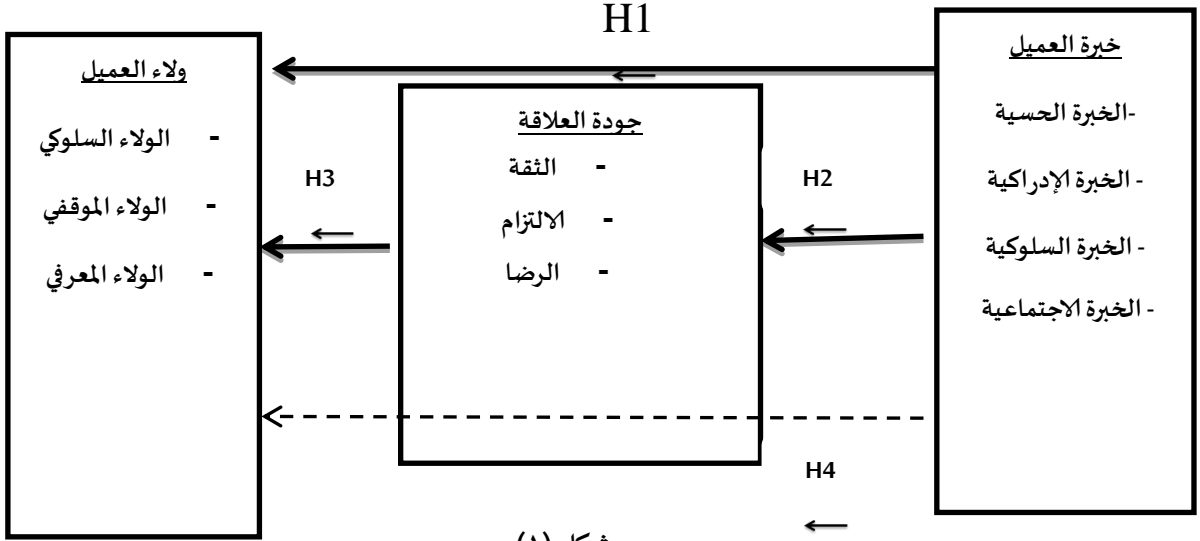 H1
خبرة العميل
-الخبرة الحسية
- الخبرة الإدراكية
- الخبرة السلوكية
- الخبرة الاجتماعية
H2
جودة العلاقة
- الثقة
- الالتزام
- الرضا
H3
ولاء العميل
- الولاء السلوكي
- الولاء الموقفي
- الولاء المعرفي
H4